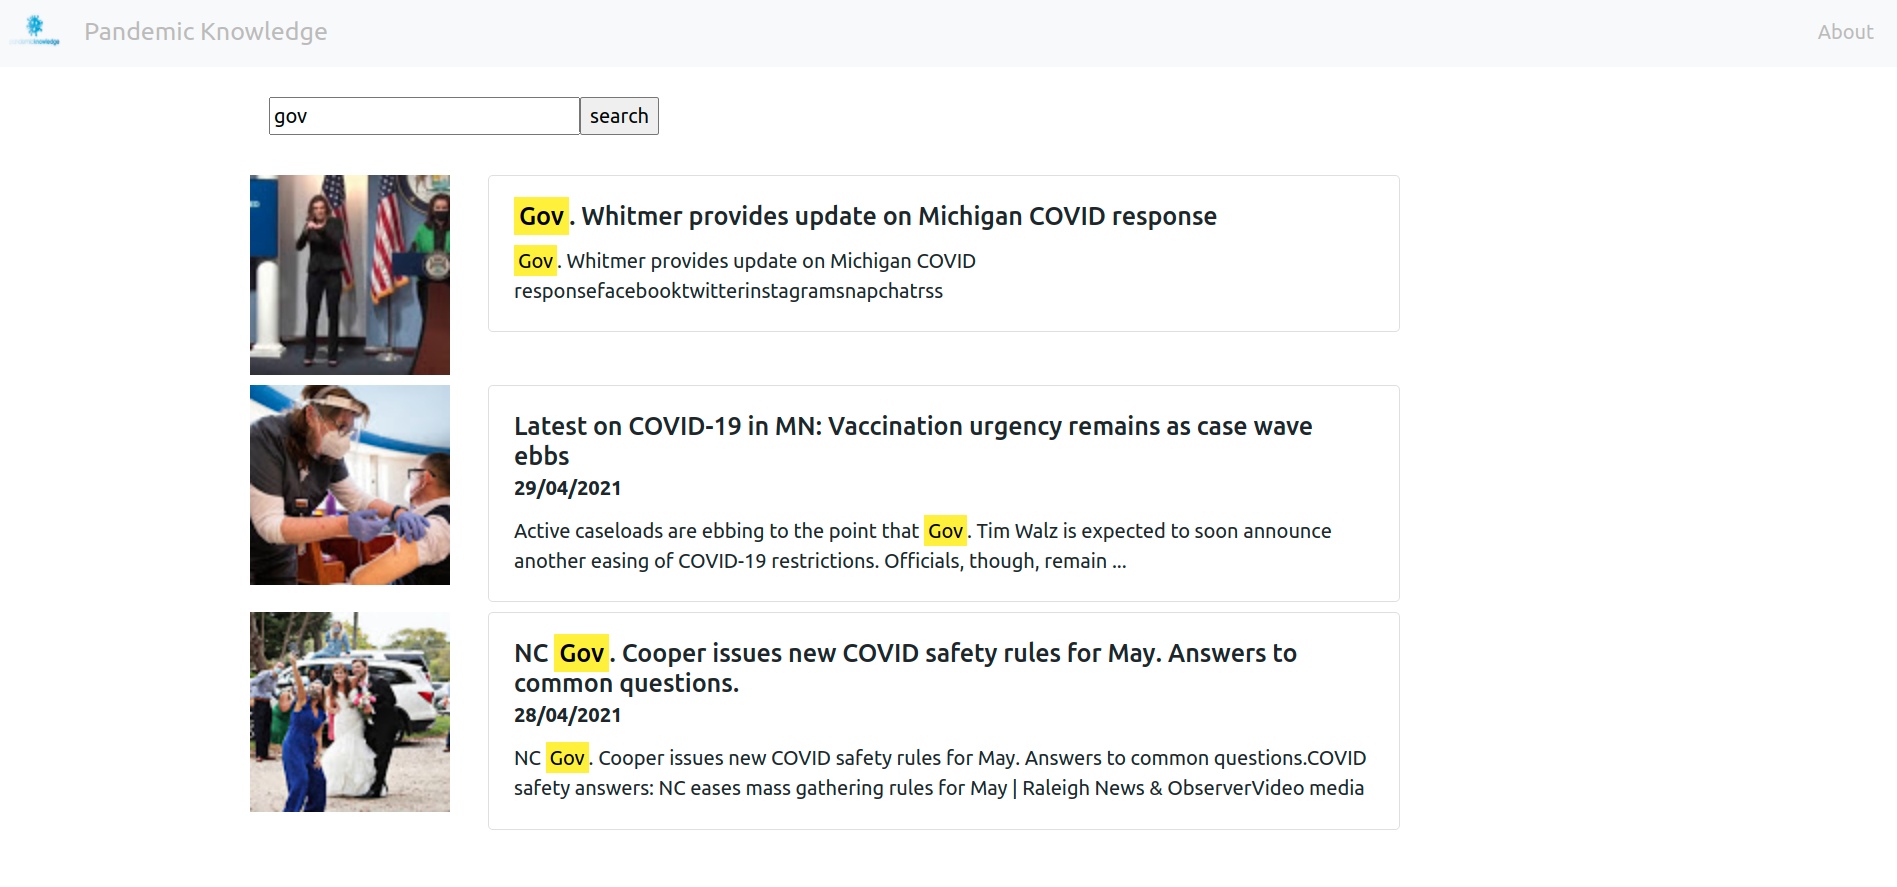 Pandemic Knowledge
About
gov
search
Gov. Whitmer provides update on Michigan COVID response
Gov. Whitmer provides update on Michigan COVID
responsefacebooktwitterinstagramsnapchatrss
Latest on COVID-19 in MN: Vaccination urgency remains as case wave
ebbs
29/04/2021
Active caseloads are ebbing to the point that Gov. Tim Walz is expected to soon announce
another easing of COVID-19 restrictions. Officials, though, remain ...
NC Gov. Cooper issues new COVID safety rules for May. Answers to
common questions.
28/04/2021
NC Gov. Cooper issues new COVID safety rules for May. Answers to common questions.COVID
safety answers: NC eases mass gathering rules for May | Raleigh News & ObserverVideo media